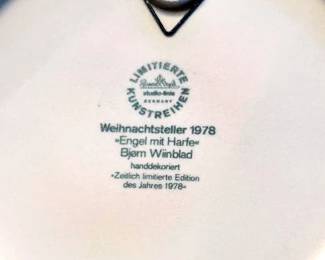 LIMITIERTE
Rosenthal
studio-linie
GERMANY
KUNSTREIHEN
Weihnachtsteller 1978
»Engel mit Harfe«
Bjørn Wiinblad
handdekoriert
»Zeitlich limitierte Edition
des Jahres 1978«